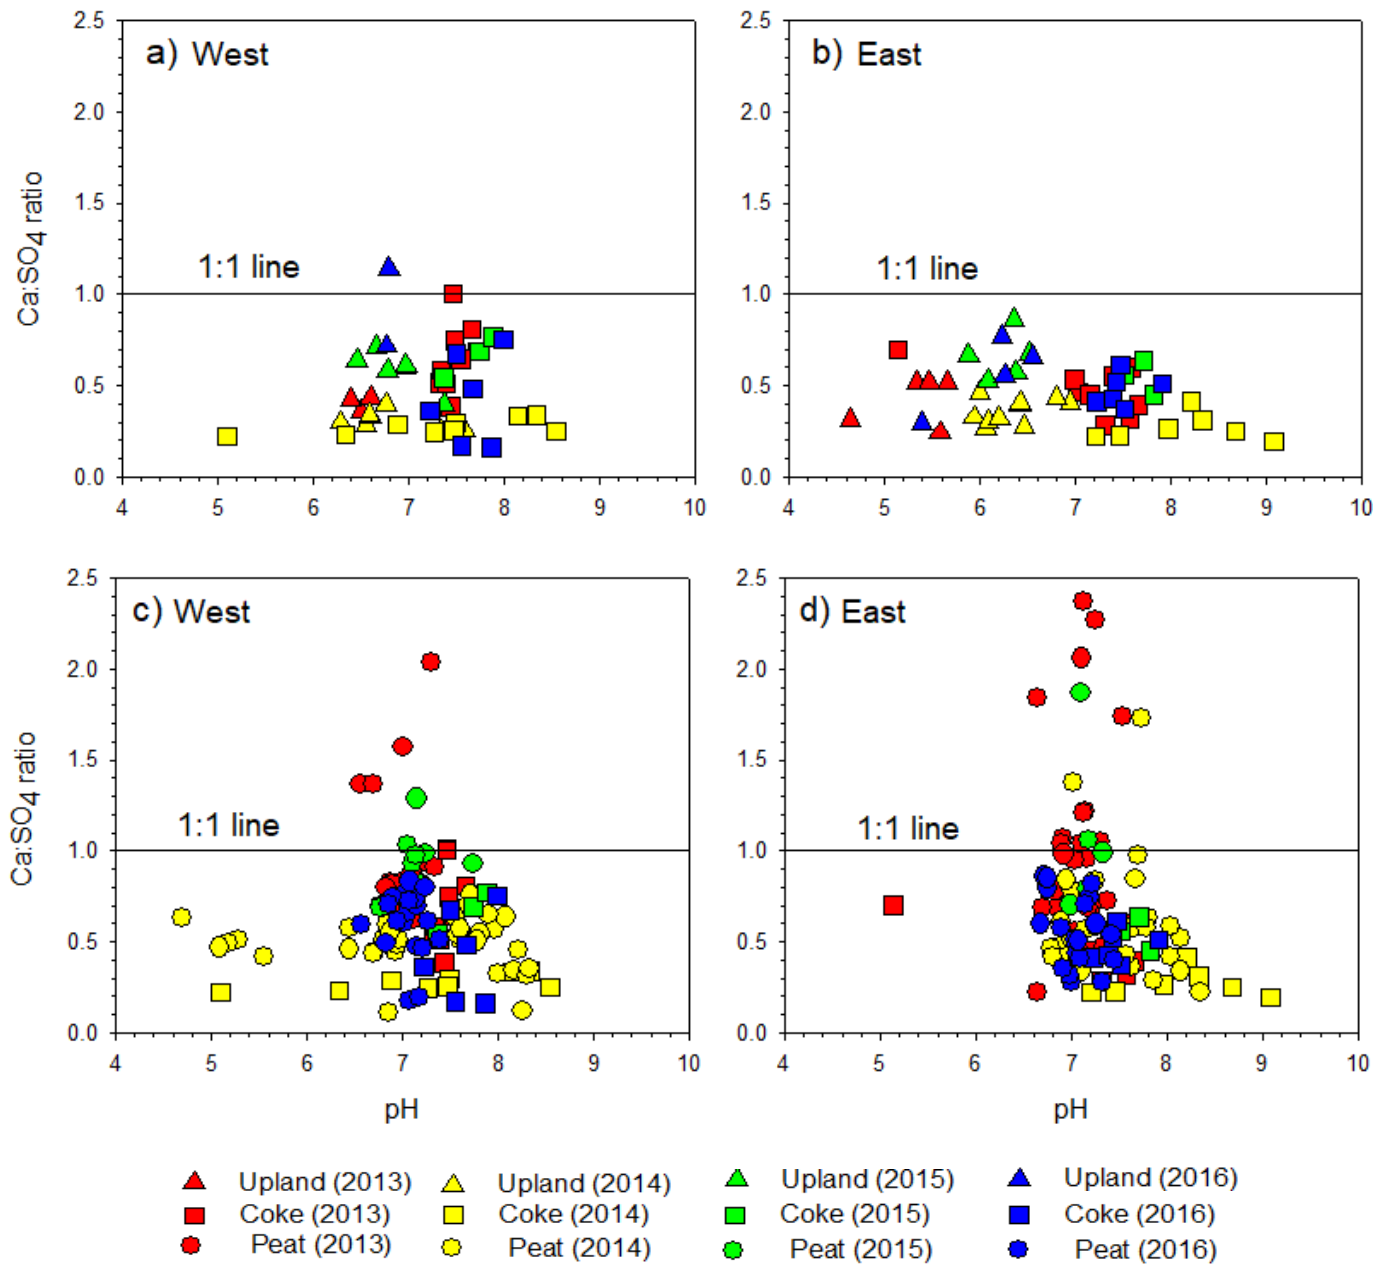 a) West
b) East
2.5 2.0 1.5 1.0 0.5 0.0
2.5 2.0 1.5 1.0 0.5 0.0
Ca:SO4 ratio
1:1 line
1:1 line
4 5 6 7 8 9 10
4 5 6 7 8 9 10
c) West
d) East
2.5 2.0 1.5 1.0 0.5 0.0
2.5 2.0 1.5 1.0 0.5 0.0
Ca:SO4 ratio
1:1 line
1:1 line
4 5 6 7 8 9 10
4 5 6 7 8 9 10
pH
pH
Upland (2013) Upland (2014) Upland (2015) Upland (2016)
Coke (2013) Coke (2014) Coke (2015) Coke (2016)
Peat (2013) Peat (2014) Peat (2015) Peat (2016)